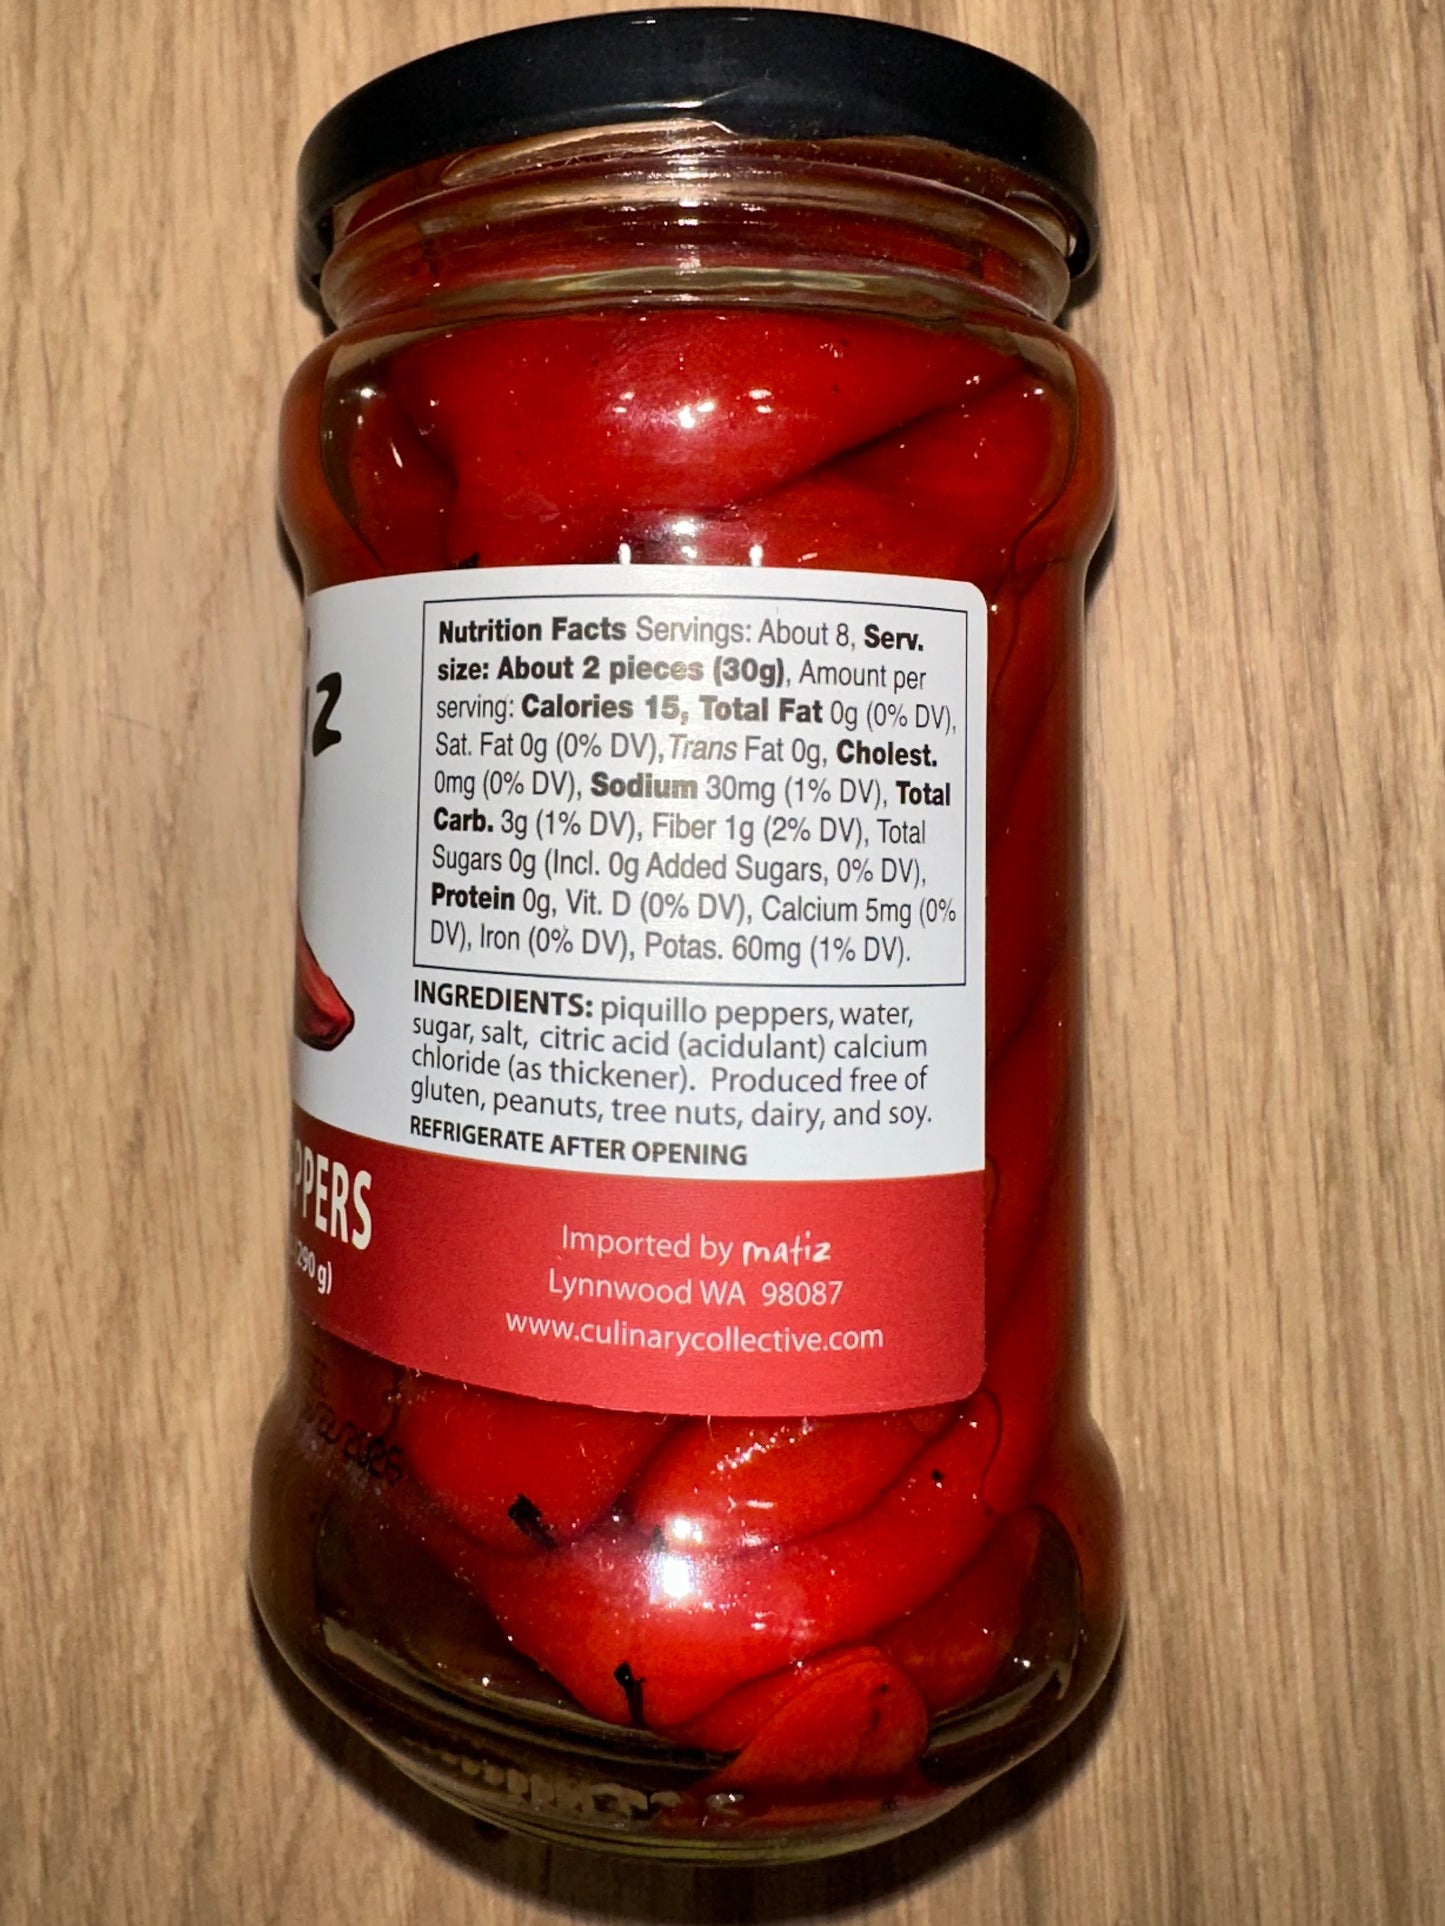 Nutrition Facts Servings: About 8, Serv.
size: About 2 pieces (30g), Amount per
serving: Calories 15, Total Fat 0g (0% DV),
Sat. Fat 0g (0% DV), Trans Fat 0g, Cholest.
0mg (0% DV), Sodium 30mg (1% DV), Total
Carb. 3g (1% DV), Fiber 1g (2% DV), Total
Sugars 0g (Incl. 0g Added Sugars, 0% DV),
Protein 0g, Vit. D (0% DV), Calcium 5mg (0%
DV), Iron (0% DV), Potas. 60mg (1% DV).
INGREDIENTS: piquillo peppers, water,
sugar, salt, citric acid (acidulant) calcium
chloride (as thickener). Produced free of
gluten, peanuts, tree nuts, dairy, and soy.
REFRIGERATE AFTER OPENING
PPERS
290 g)
Imported by matiz
Lynnwood WA 98087
www.culinarycollective.com